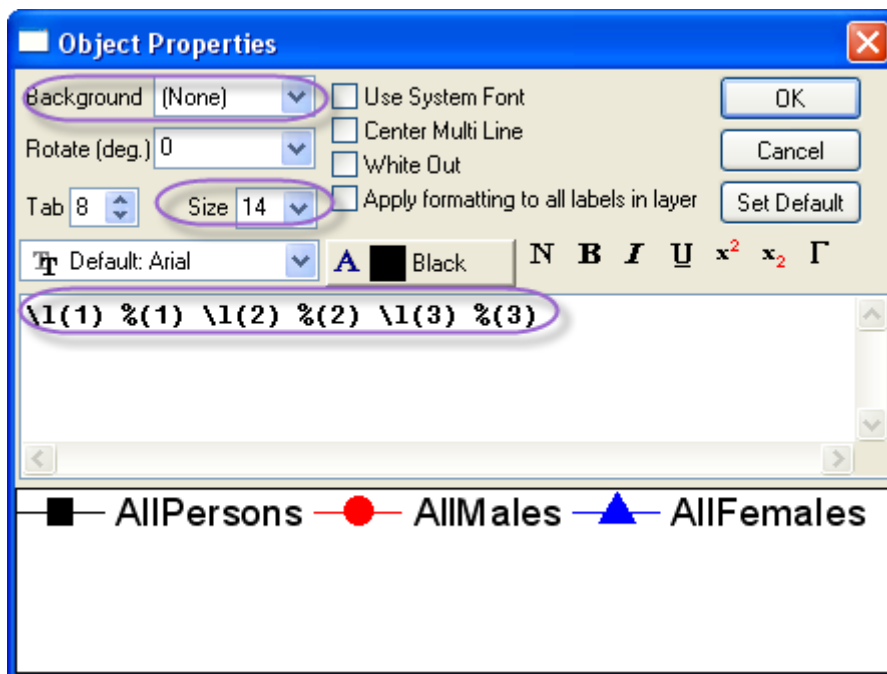 Object Properties
Background (None) Use System Font OK
Center Multi Line
Rotate (deg.) 0 White Out Cancel
Tab 8 Size 14 Apply formatting to all labels in layer Set Default
Default: Arial A Black N B I U x² x₂ Γ
\l(1) %(1) \l(2) %(2) \l(3) %(3)
AllPersons AllMales AllFemales